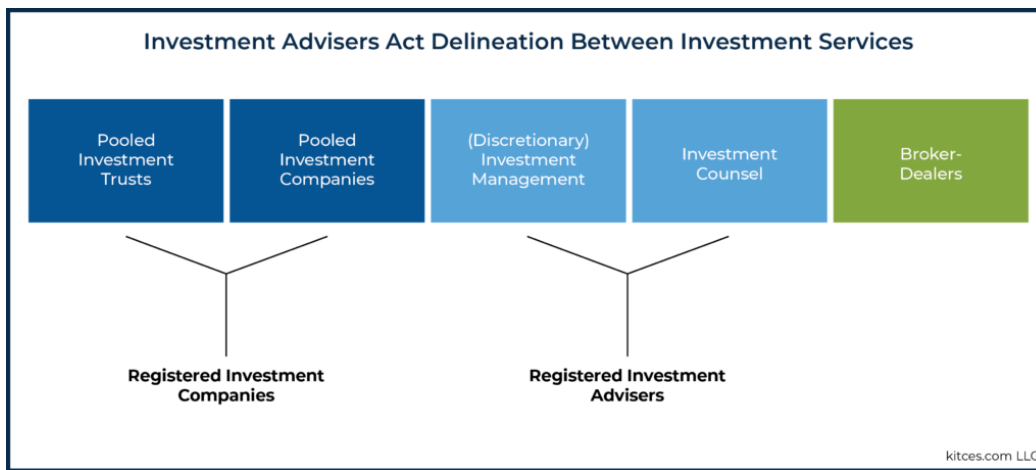 Investment Advisers Act Delineation Between Investment Services
Pooled
Investment
Trusts
Pooled
Investment
Companies
(Discretionary)
Investment
Management
Investment
Counsel
Broker-
Dealers
Registered Investment
Companies
Registered Investment
Advisers
kitces.com LLC